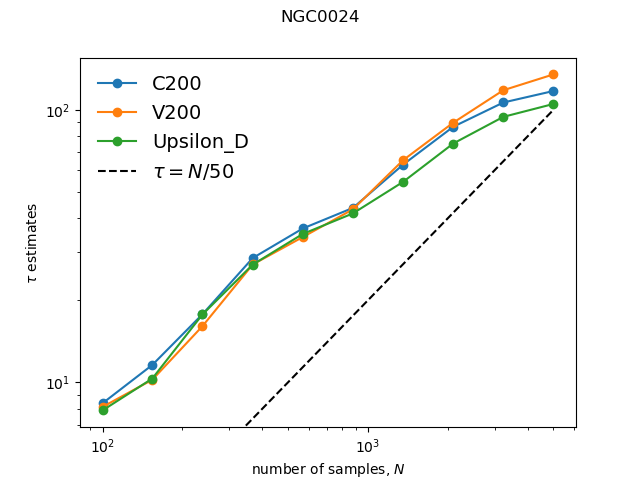 NGC0024
C200
V200
Upsilon_D
τ = N/50
10²
10¹
τ estimates
10² 10³
number of samples, N